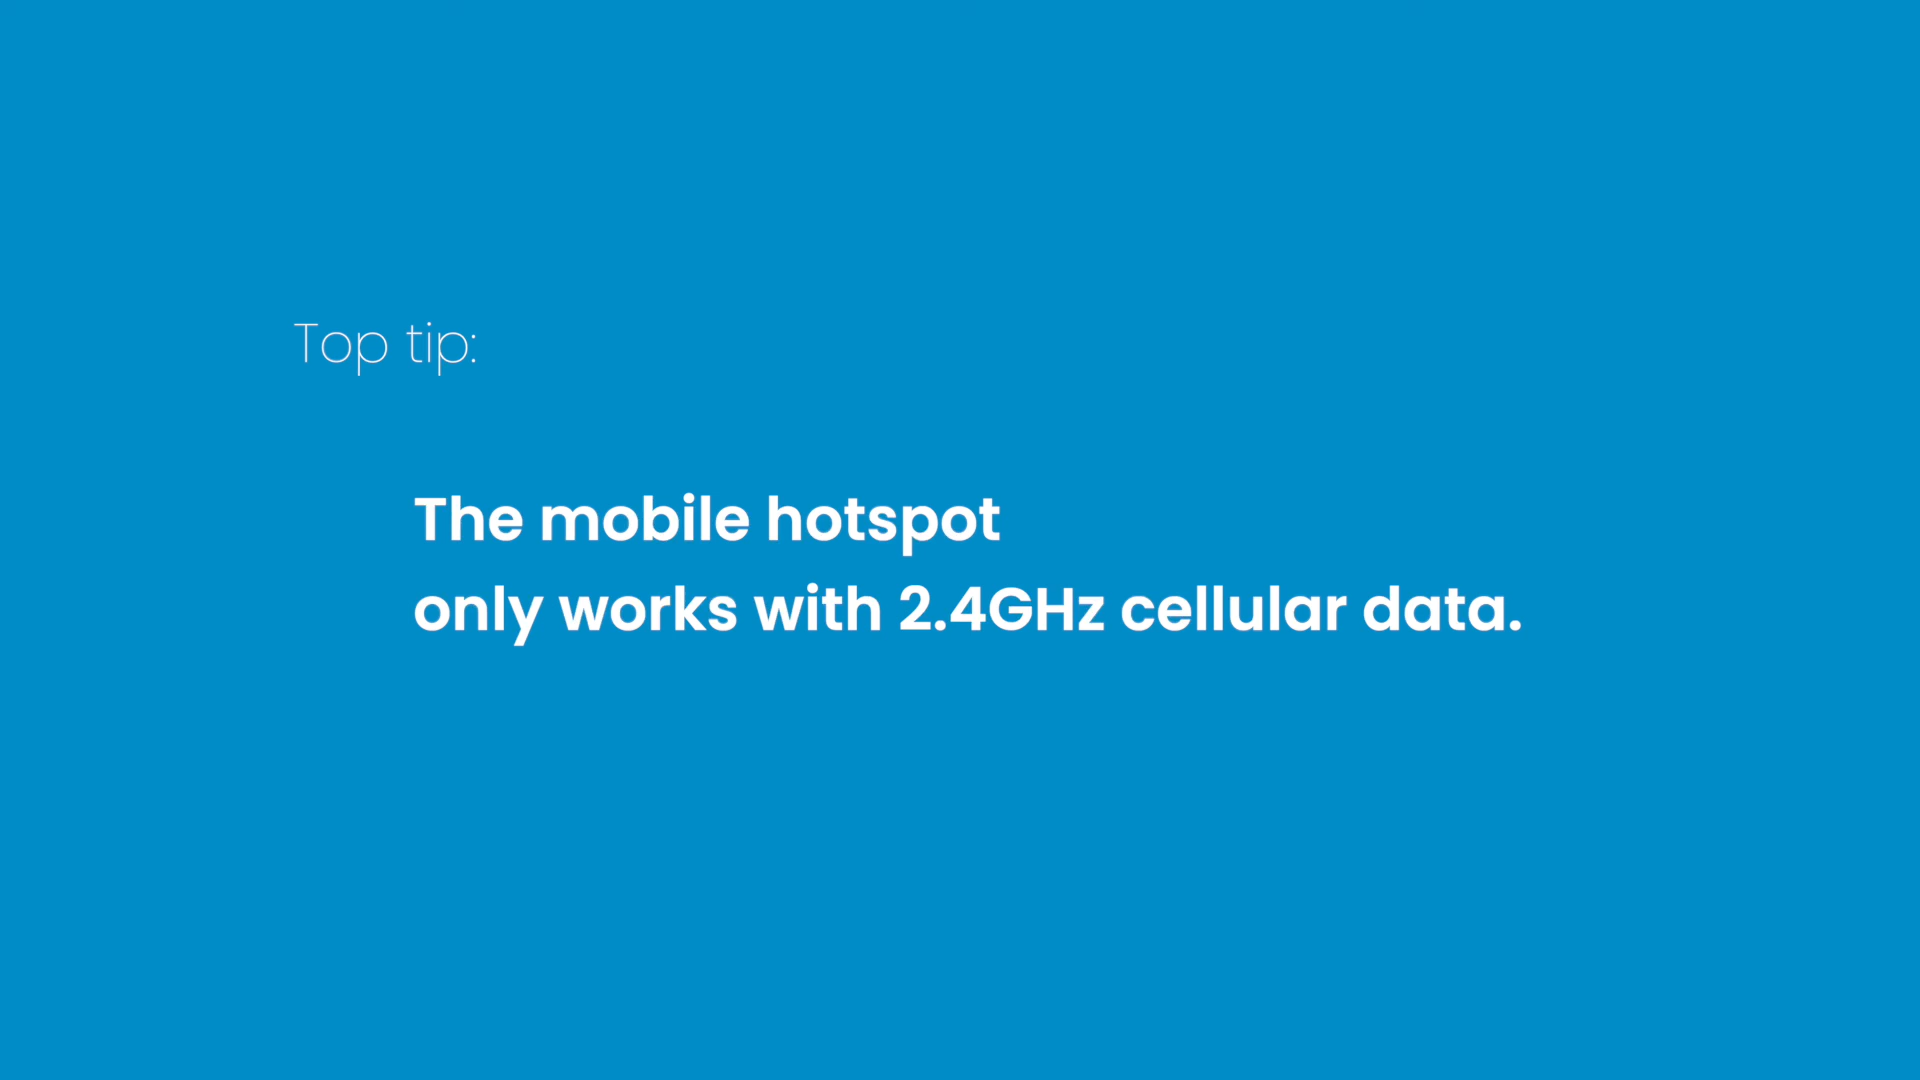 Top tip:
The mobile hotspot
only works with 2.4GHz cellular data.